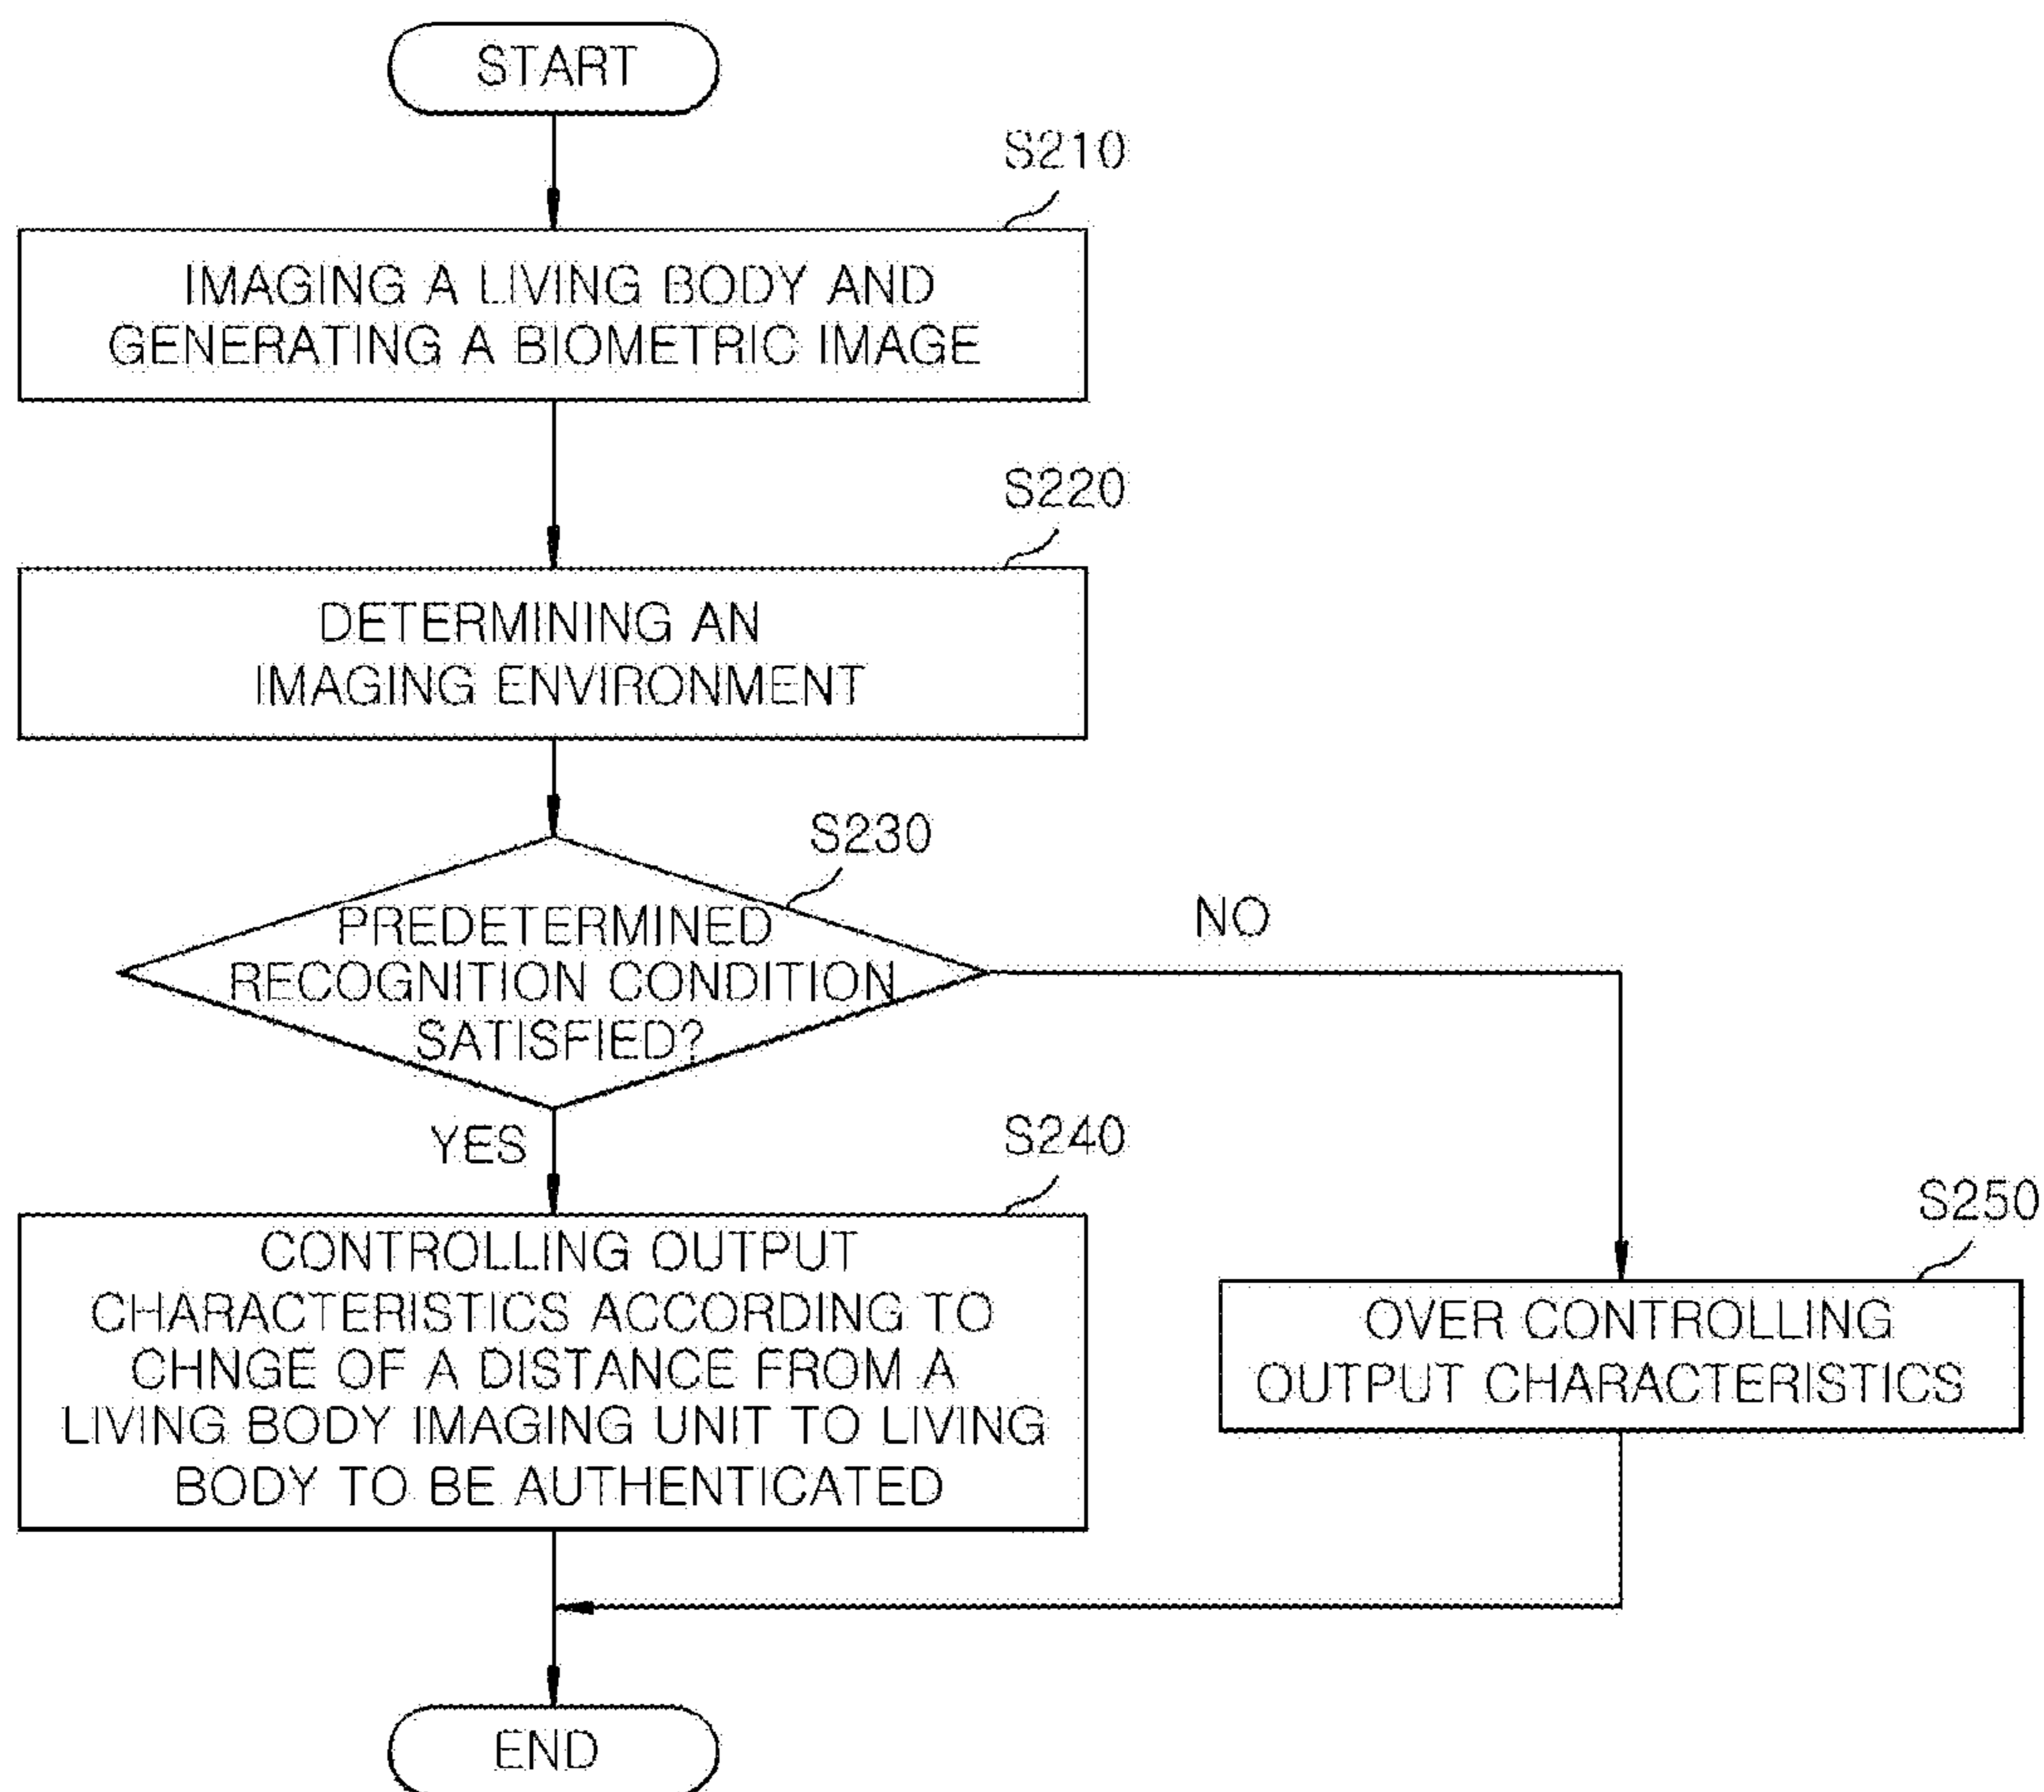 START
S210
IMAGING A LIVING BODY AND
GENERATING A BIOMETRIC IMAGE
S220
DETERMINING AN
IMAGING ENVIRONMENT
S230
PREDETERMINED
RECOGNITION CONDITION
SATISFIED?
NO
YES
S240
CONTROLLING OUTPUT
CHARACTERISTICS ACCORDING TO
CHNGE OF A DISTANCE FROM A
LIVING BODY IMAGING UNIT TO LIVING
BODY TO BE AUTHENTICATED
S250
OVER CONTROLLING
OUTPUT CHARACTERISTICS
END